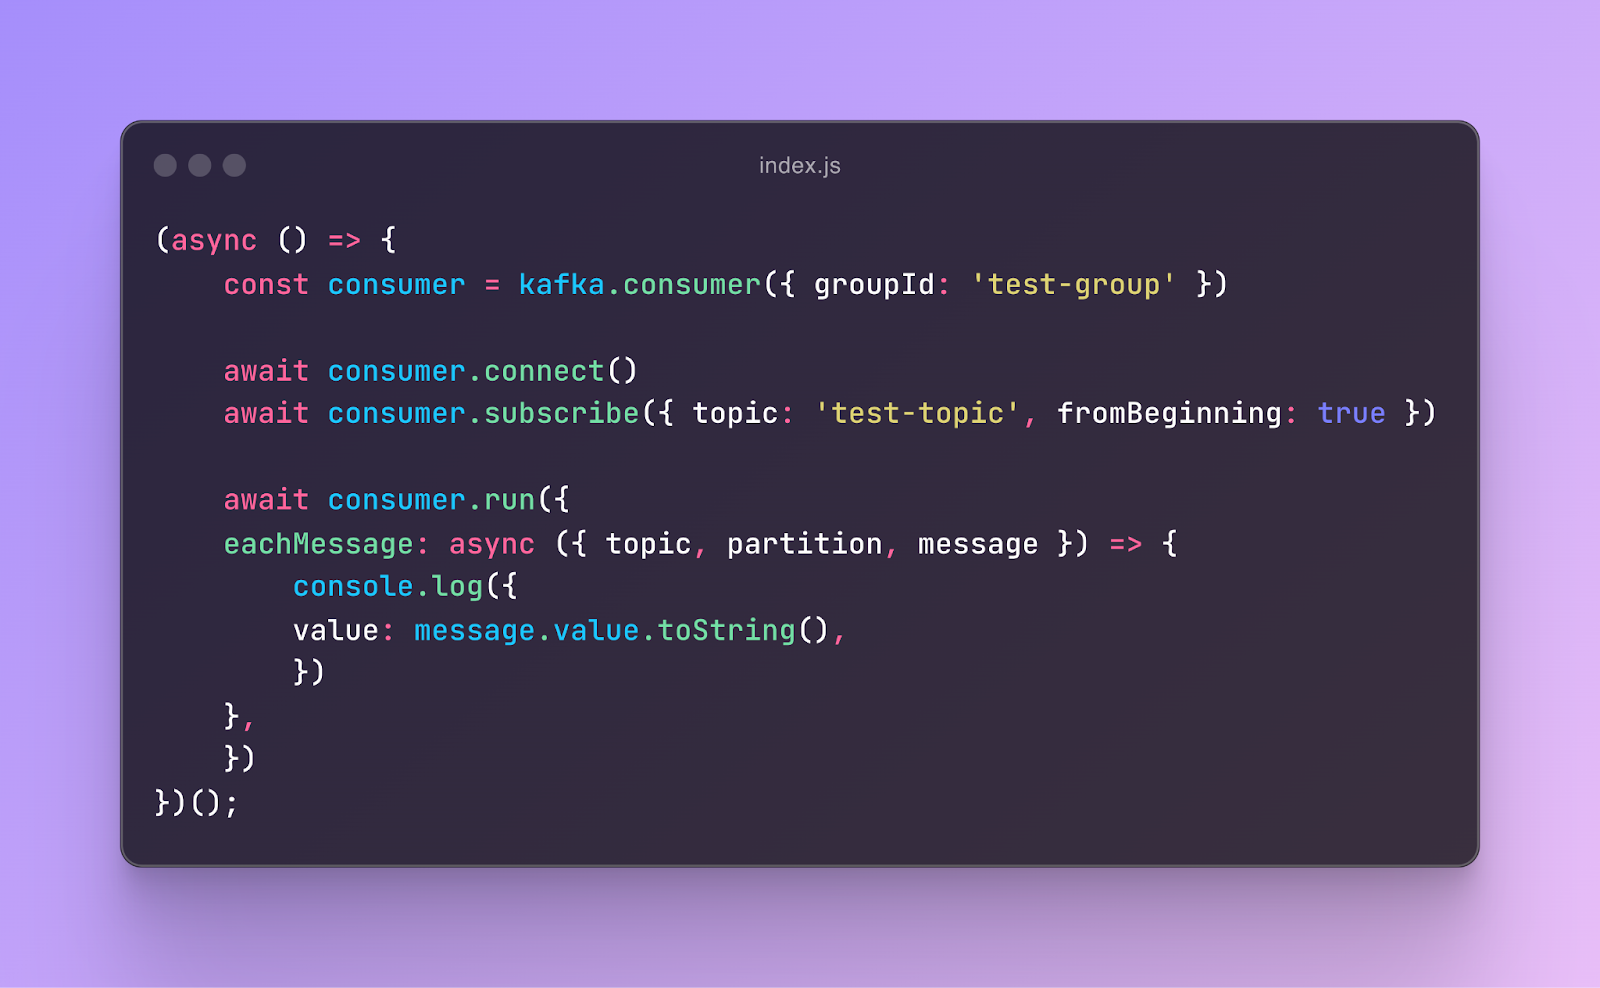 index.js
(async () => {
    const consumer = kafka.consumer({ groupId: 'test-group' })
    await consumer.connect()
    await consumer.subscribe({ topic: 'test-topic', fromBeginning: true })
    await consumer.run({
    eachMessage: async ({ topic, partition, message }) => {
        console.log({
        value: message.value.toString(),
        })
    },
    })
})();